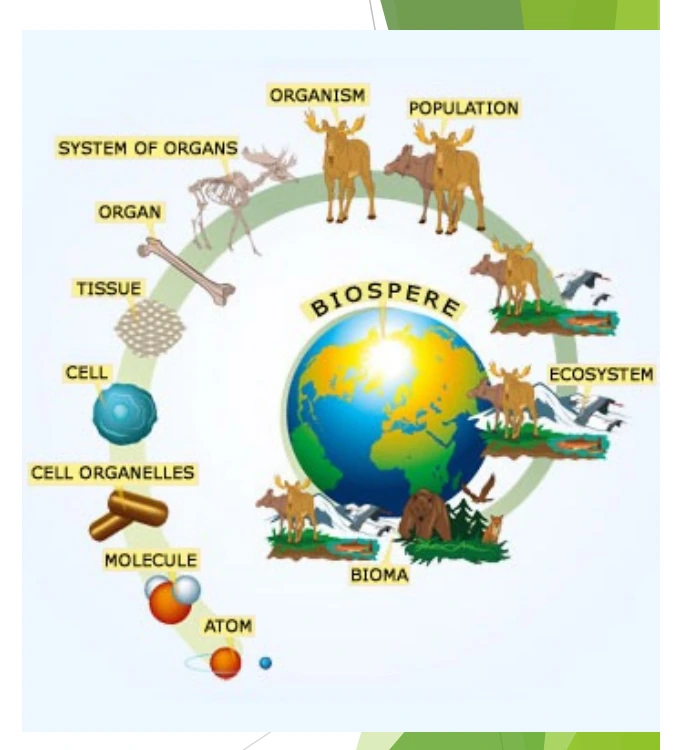 ORGANISM
POPULATION
SYSTEM OF ORGANS
ORGAN
TISSUE
BIOSPERE
CELL
ECOSYSTEM
CELL ORGANELLES
MOLECULE
BIOMA
ATOM